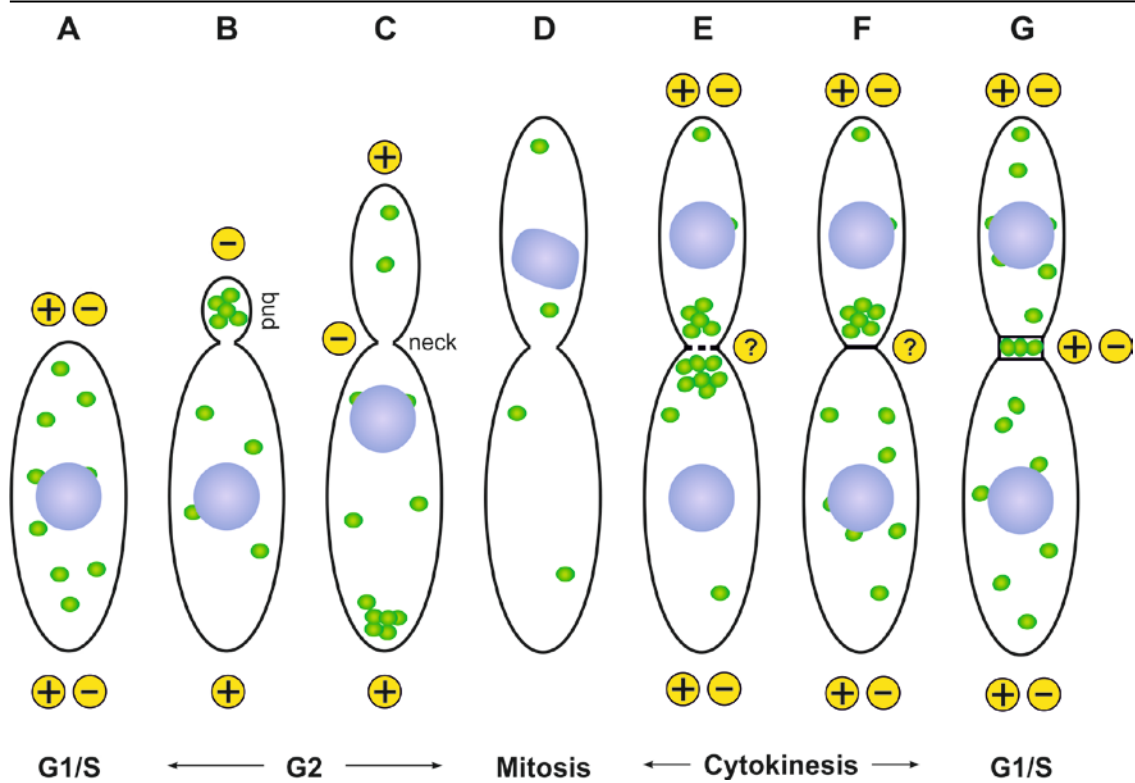 A B C D E F G
+ − + − + −
+
−
bud
+ −
− neck ? ?
+ −
+ − + + + − + − + −
G1/S G2 Mitosis Cytokinesis G1/S